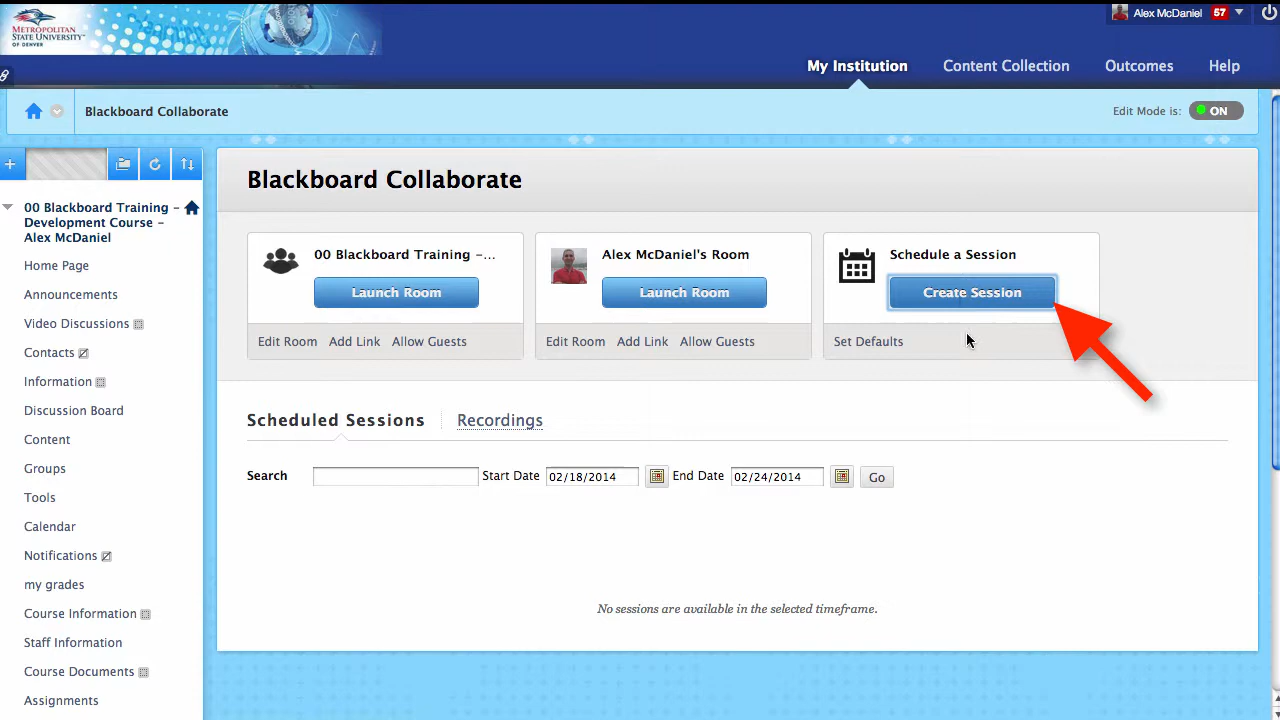 METROPOLITAN
STATE UNIVERSITY
OF DENVER
Alex McDaniel 57
My Institution Content Collection Outcomes Help
Blackboard Collaborate
Edit Mode is: ON
00 Blackboard Training –
Development Course –
Alex McDaniel
Home Page
Announcements
Video Discussions
Contacts
Information
Discussion Board
Content
Groups
Tools
Calendar
Notifications
my grades
Course Information
Staff Information
Course Documents
Assignments
Blackboard Collaborate
00 Blackboard Training –...
Launch Room
Edit Room Add Link Allow Guests
Alex McDaniel's Room
Launch Room
Edit Room Add Link Allow Guests
Schedule a Session
Create Session
Set Defaults
Scheduled Sessions Recordings
Search Start Date 02/18/2014 End Date 02/24/2014 Go
No sessions are available in the selected timeframe.